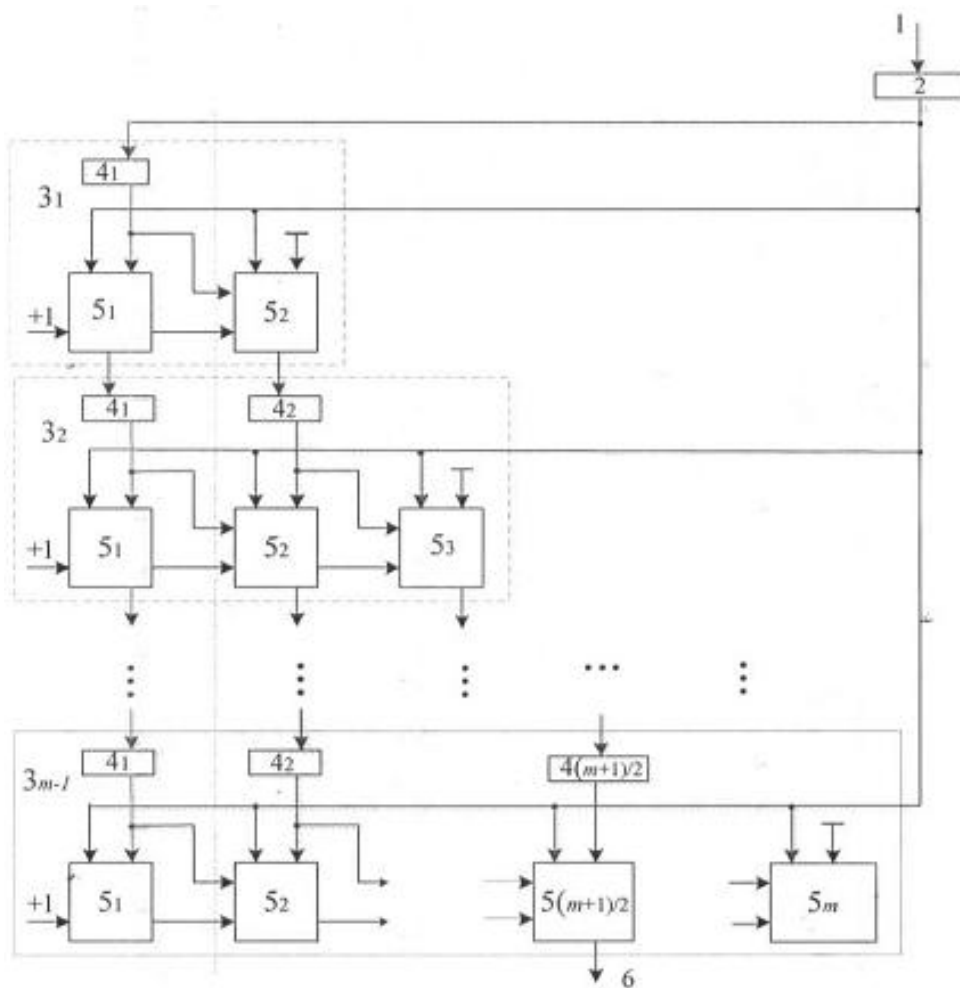 1
2
4₁
3₁
+1 5₁ 5₂
4₁ 4₂
3₂
+1 5₁ 5₂ 5₃
... ... ... ... ...
4₁ 4₂ 4(m+1)/2
3m-1
+1 5₁ 5₂ 5(m+1)/2 5m
6